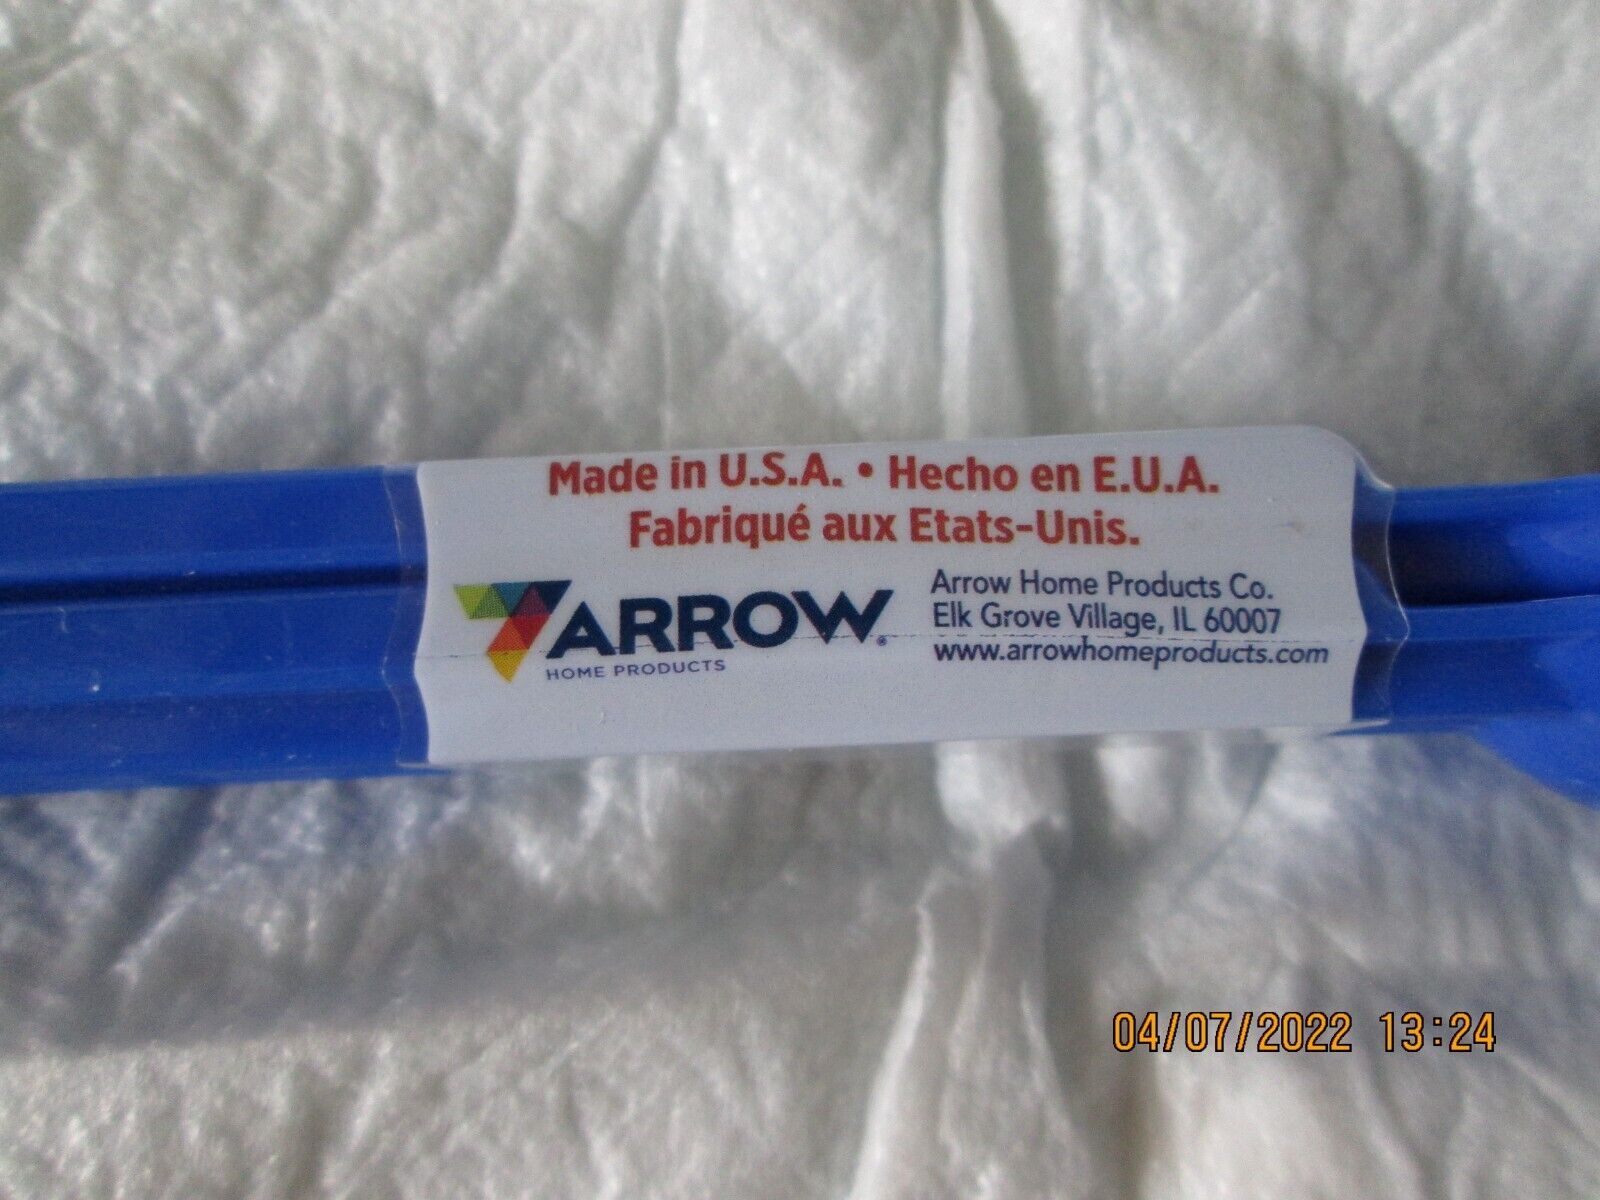 Made in U.S.A. • Hecho en E.U.A.
Fabriqué aux Etats-Unis.
ARROW®
HOME PRODUCTS
Arrow Home Products Co.
Elk Grove Village, IL 60007
www.arrowhomeproducts.com
04/07/2022 13:24